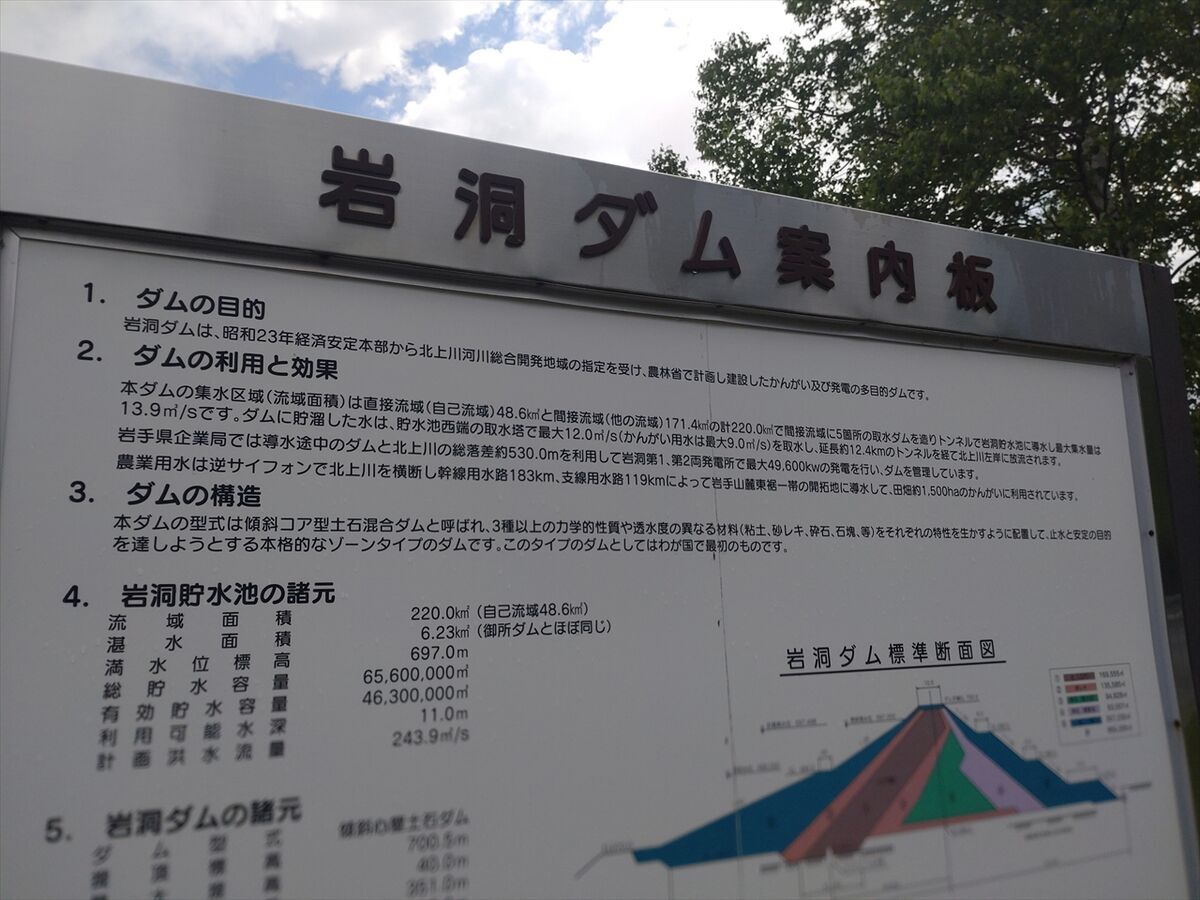 岩洞ダム案内板
1. ダムの目的
岩洞ダムは、昭和23年経済安定本部から北上川河川総合開発地域の指定を受け、農林省で計画し建設したかんがい及び発電の多目的ダムです。
2. ダムの利用と効果
本ダムの集水区域(流域面積)は直接流域(自己流域)48.6㎢と間接流域(他の流域)171.4㎢の計220.0㎢で間接流域に5箇所の取水ダムを造りトンネルで岩洞貯水池に導水し最大集水量は
13.9㎥/sです。ダムに貯溜した水は、貯水池西端の取水塔で最大12.0㎥/s(かんがい用水は最大9.0㎥/s)を取水し、延長約12.4kmのトンネルを経て北上川左岸に放流されます。
岩手県企業局では導水途中のダムと北上川の総落差約530.0mを利用して岩洞第1、第2両発電所で最大49,600kwの発電を行い、ダムを管理しています。
農業用水は逆サイフォンで北上川を横断し幹線用水路183km、支線用水路119kmによって岩手山麓東裾一帯の開拓地に導水して、田畑約1,500haのかんがいに利用されています。
3. ダムの構造
本ダムの型式は傾斜コア型土石混合ダムと呼ばれ、3種以上の力学的性質や透水度の異なる材料(粘土、砂レキ、砕石、石塊、等)をそれぞれの特性を生かすように配置して、止水と安定の目的
を達しようとする本格的なゾーンタイプのダムです。このタイプのダムとしてはわが国で最初のものです。
4. 岩洞貯水池の諸元
流域面積 220.0㎢(自己流域48.6㎢)
湛水面積 6.23㎢(御所ダムとほぼ同じ)
満水位標高 697.0m
総貯水容量 65,600,000㎥
有効貯水容量 46,300,000㎥
利用可能水深 11.0m
計画洪水流量 243.9㎥/s
岩洞ダム標準断面図
5. 岩洞ダムの諸元
ダム型式 傾斜心壁土石ダム
700.5m
40.0m
351.0m